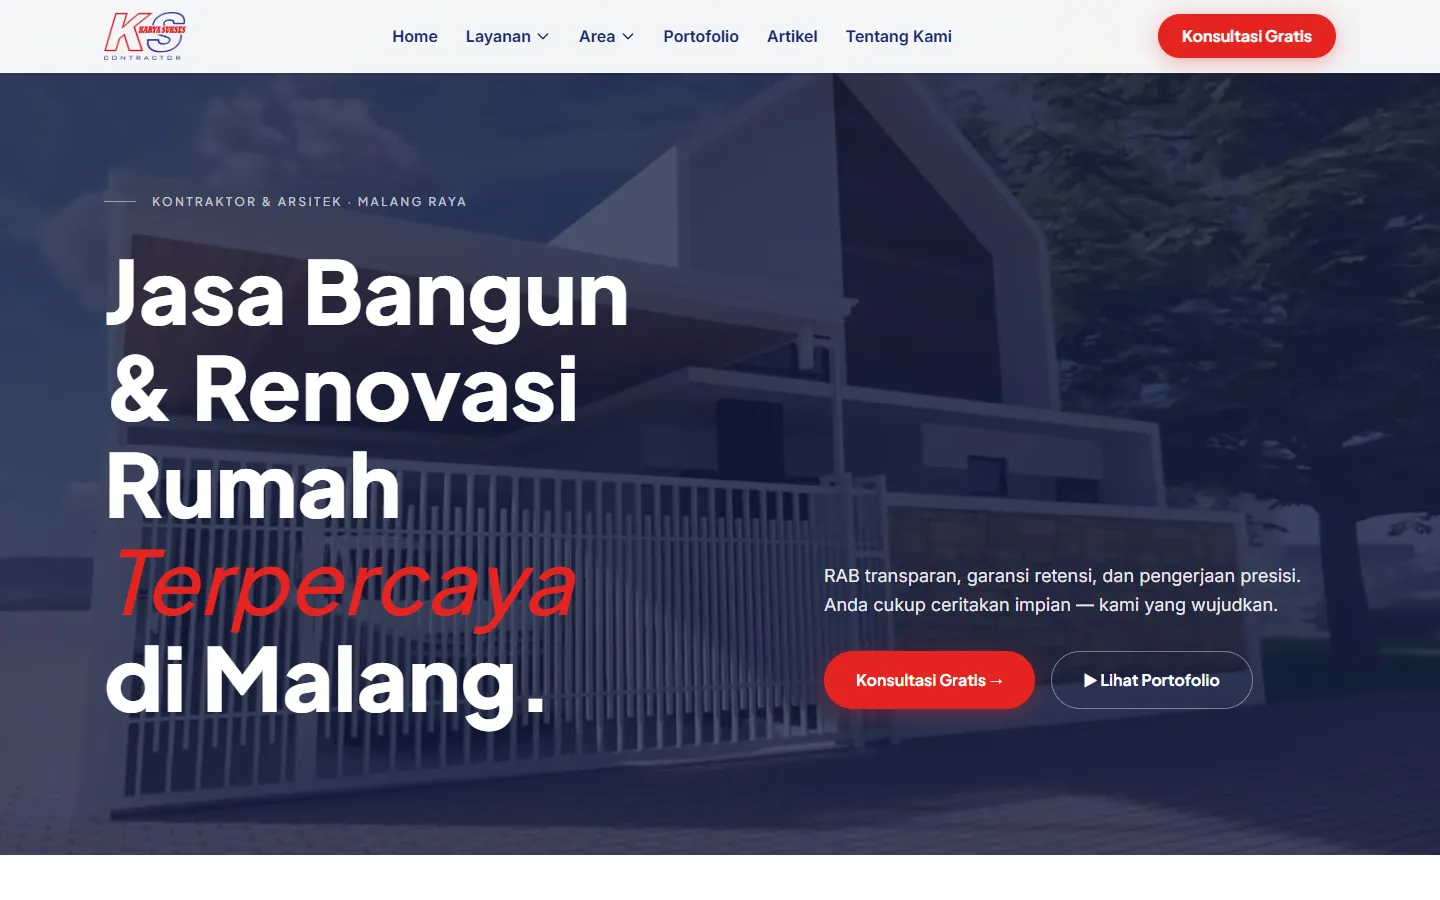 KS
KARYA SUKSES
CONTRACTOR
Home
Layanan
Area
Portofolio
Artikel
Tentang Kami
Konsultasi Gratis
KONTRAKTOR & ARSITEK · MALANG RAYA
Jasa Bangun
& Renovasi
Rumah
Terpercaya
di Malang.
RAB transparan, garansi retensi, dan pengerjaan presisi.
Anda cukup ceritakan impian — kami yang wujudkan.
Konsultasi Gratis →
▶ Lihat Portofolio